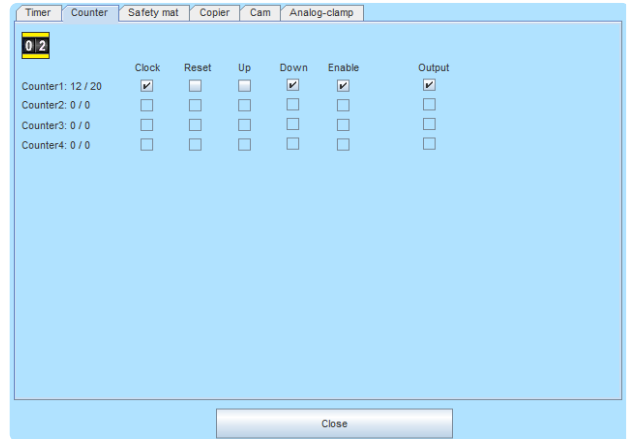 Timer Counter Safety mat Copier Cam Analog-clamp
0 2
Clock Reset Up Down Enable Output
Counter1: 12 / 20
Counter2: 0 / 0
Counter3: 0 / 0
Counter4: 0 / 0
Close